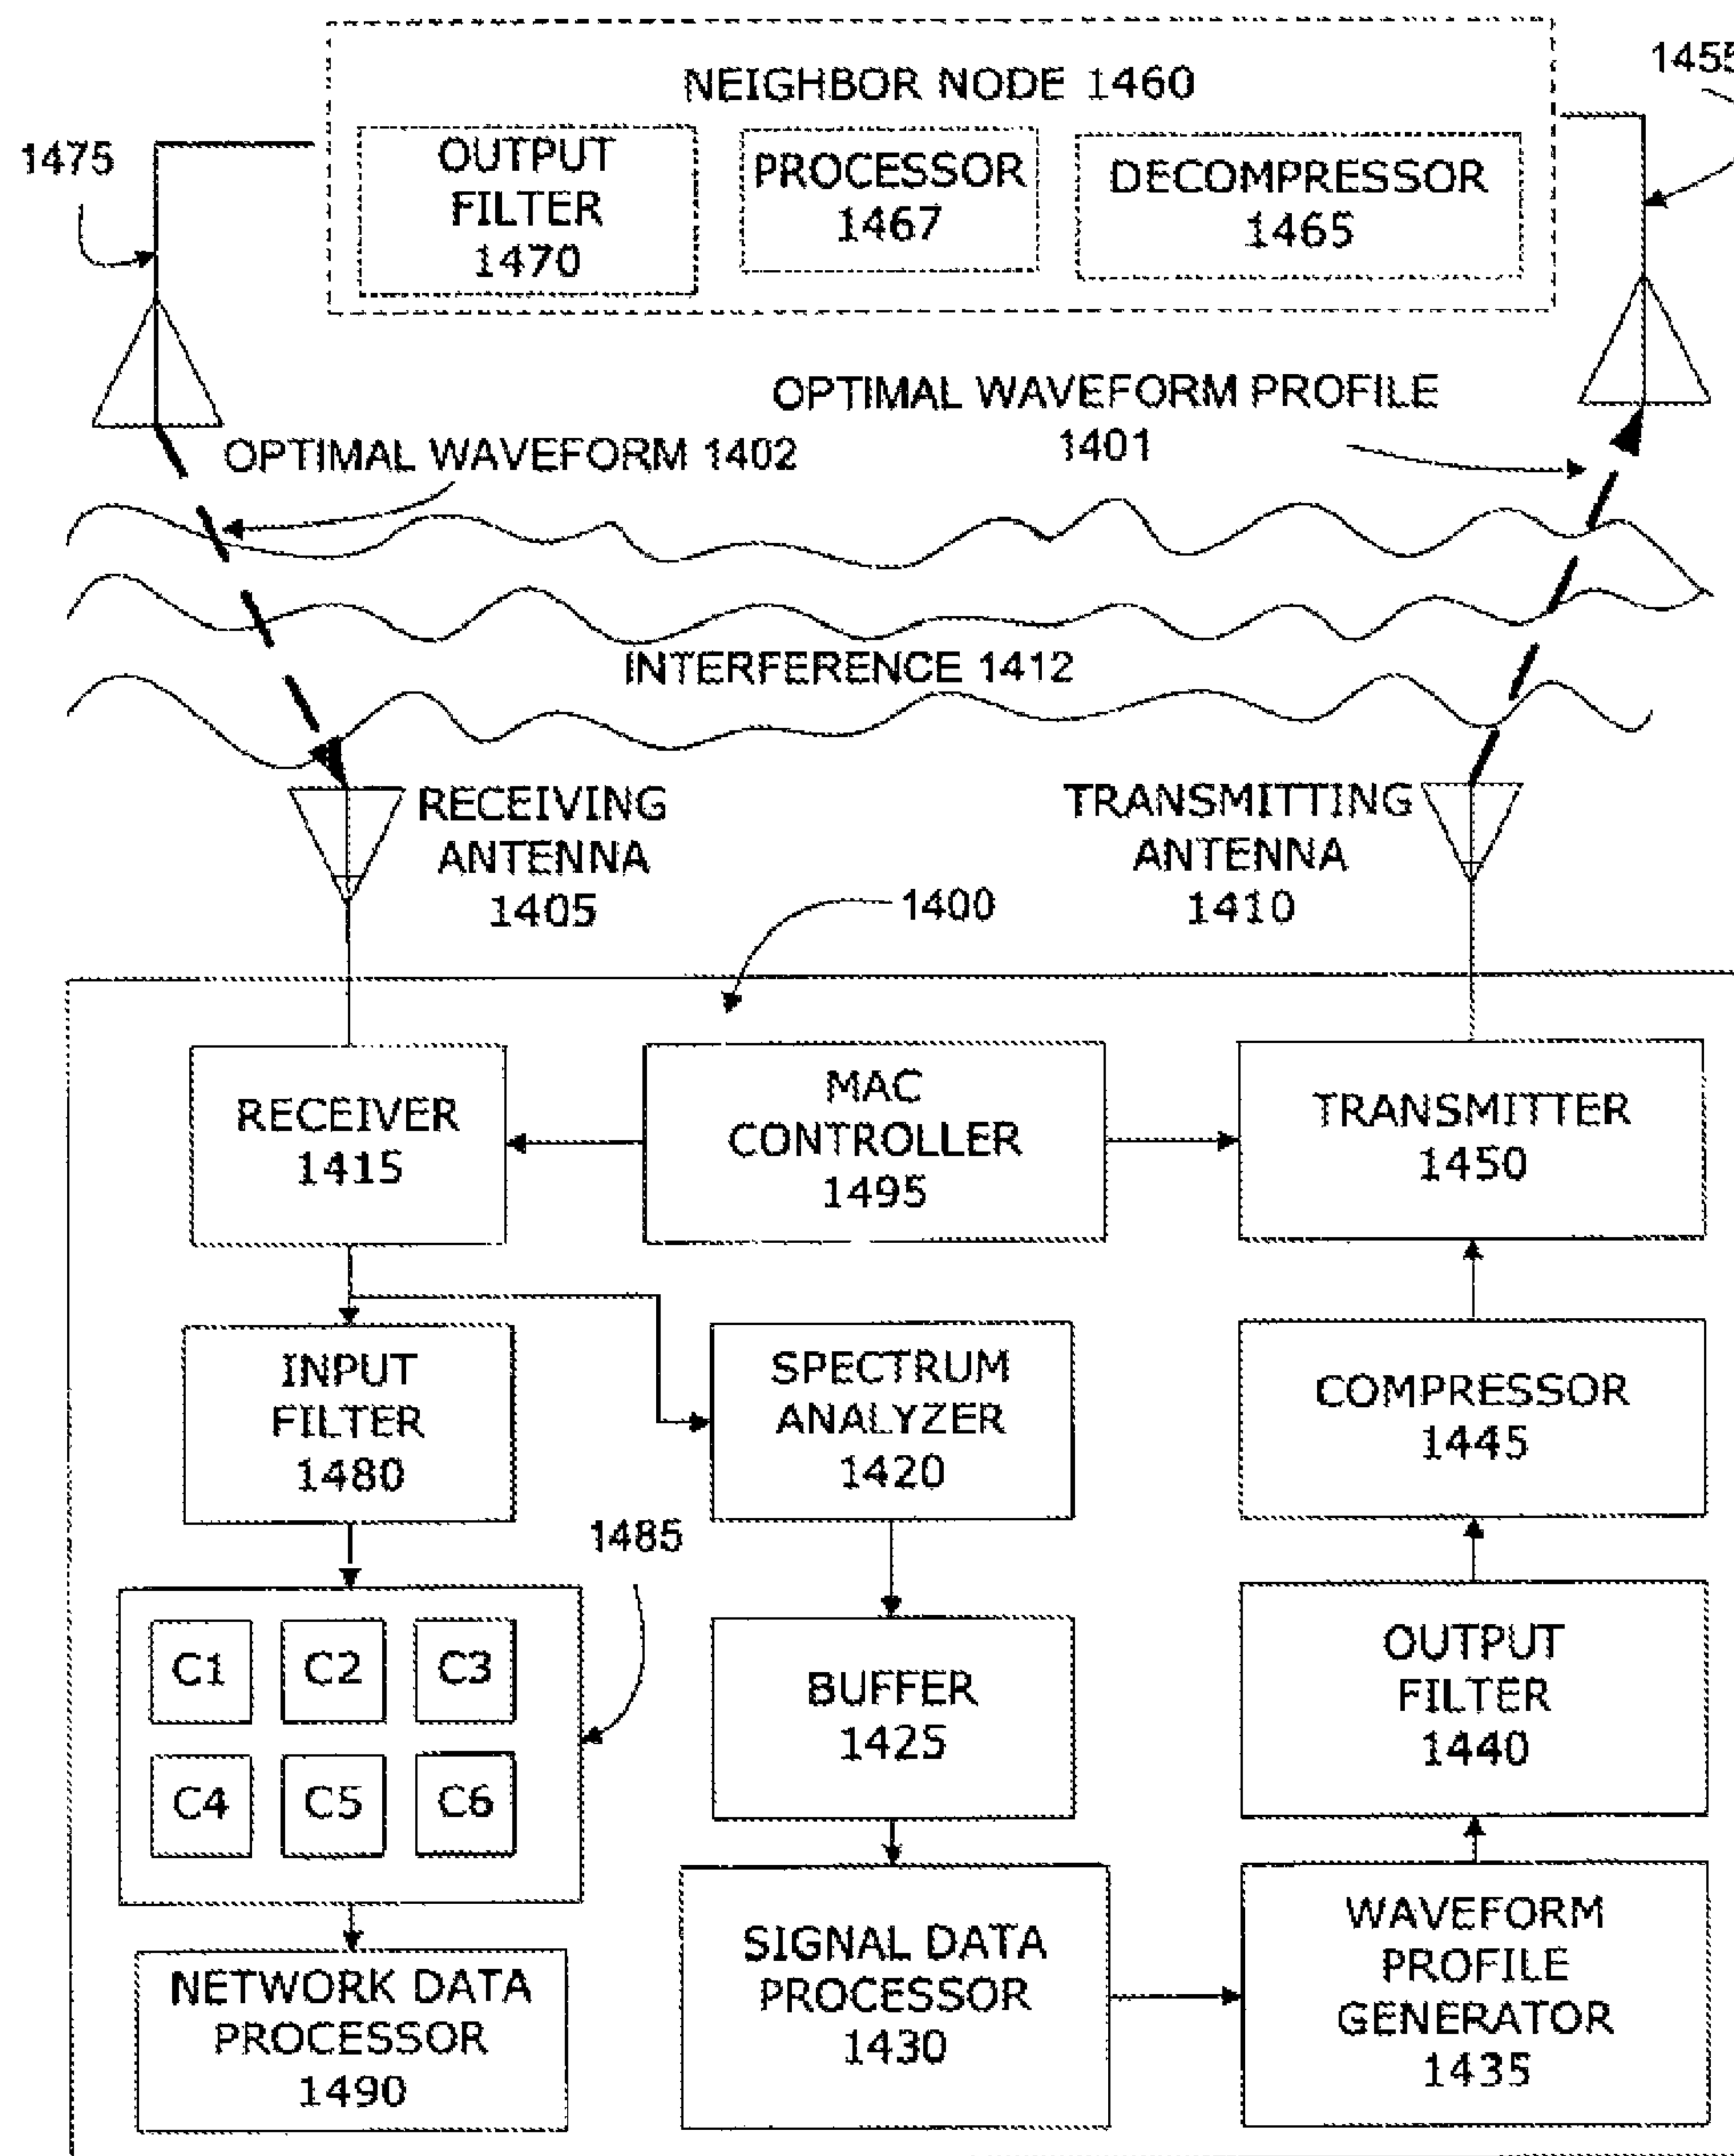 1455
NEIGHBOR NODE 1460
1475
OUTPUT
FILTER
1470
PROCESSOR
1467
DECOMPRESSOR
1465
OPTIMAL WAVEFORM PROFILE
1401
OPTIMAL WAVEFORM 1402
INTERFERENCE 1412
RECEIVING
ANTENNA
1405
TRANSMITTING
ANTENNA
1410
1400
RECEIVER
1415
MAC
CONTROLLER
1495
TRANSMITTER
1450
INPUT
FILTER
1480
SPECTRUM
ANALYZER
1420
COMPRESSOR
1445
1485
C1 C2 C3
C4 C5 C6
BUFFER
1425
OUTPUT
FILTER
1440
NETWORK DATA
PROCESSOR
1490
SIGNAL DATA
PROCESSOR
1430
WAVEFORM
PROFILE
GENERATOR
1435